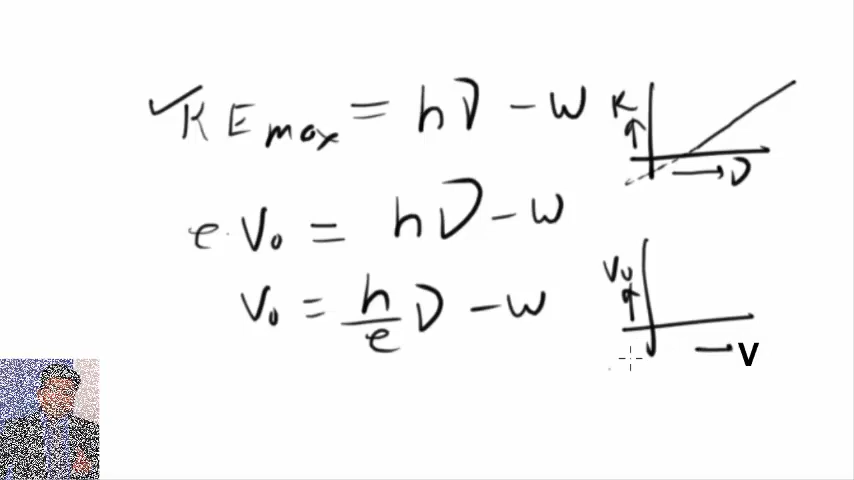 KEmax = hν - w
e. V₀ = hν - w
V₀ = h/e ν - w
K
ν
V₀
V